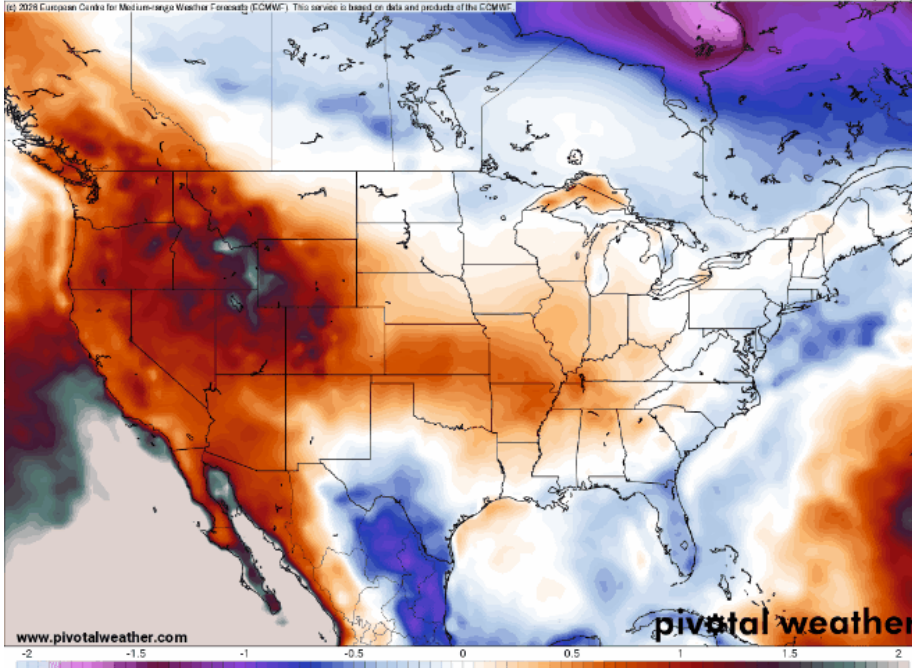 (c) 2026 European Centre for Medium-range Weather Forecasts (ECMWF). This service is based on data and products of the ECMWF.
www.pivotalweather.com
pivotal weather
-2 -1.5 -1 -0.5 0 0.5 1 1.5 2